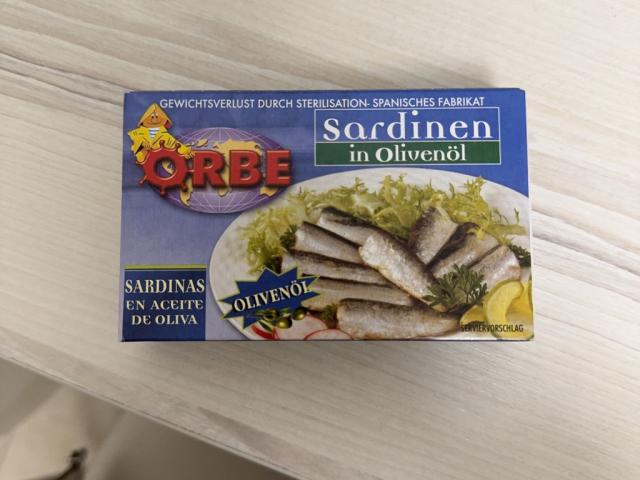 GEWICHTSVERLUST DURCH STERILISATION- SPANISCHES FABRIKAT
Sardinen
in Olivenöl
ORBE
SARDINAS
EN ACEITE
DE OLIVA
OLIVENÖL
SERVIERVORSCHLAG